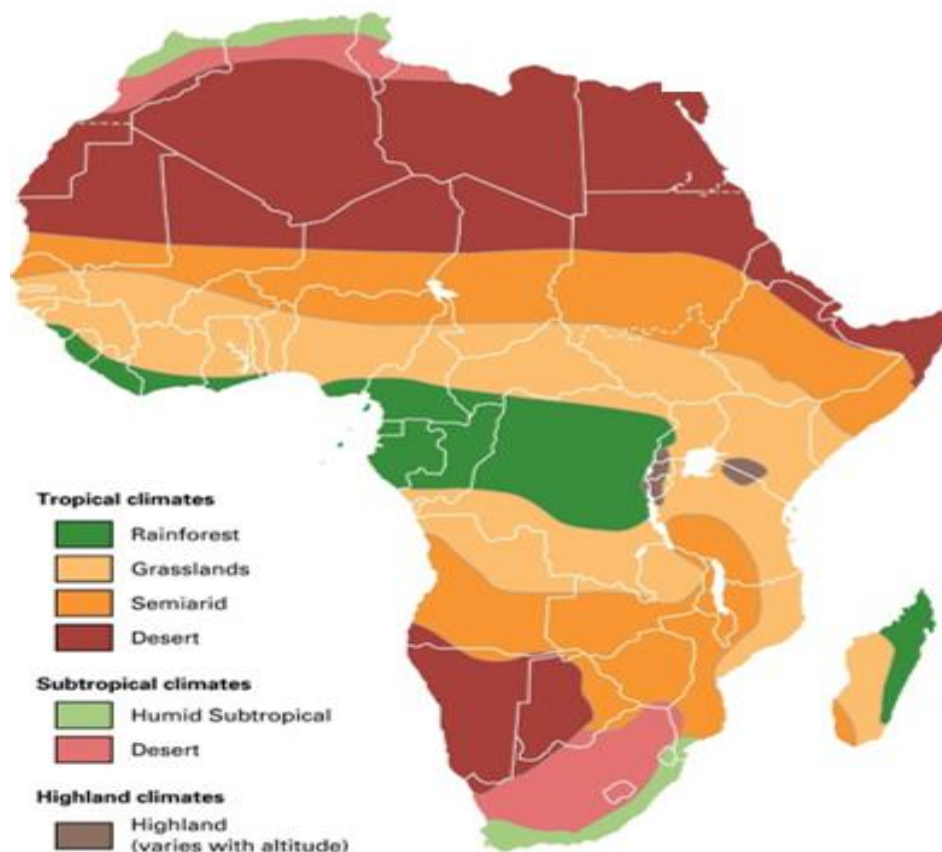 Tropical climates
Rainforest
Grasslands
Semiarid
Desert
Subtropical climates
Humid Subtropical
Desert
Highland climates
Highland
(varies with altitude)